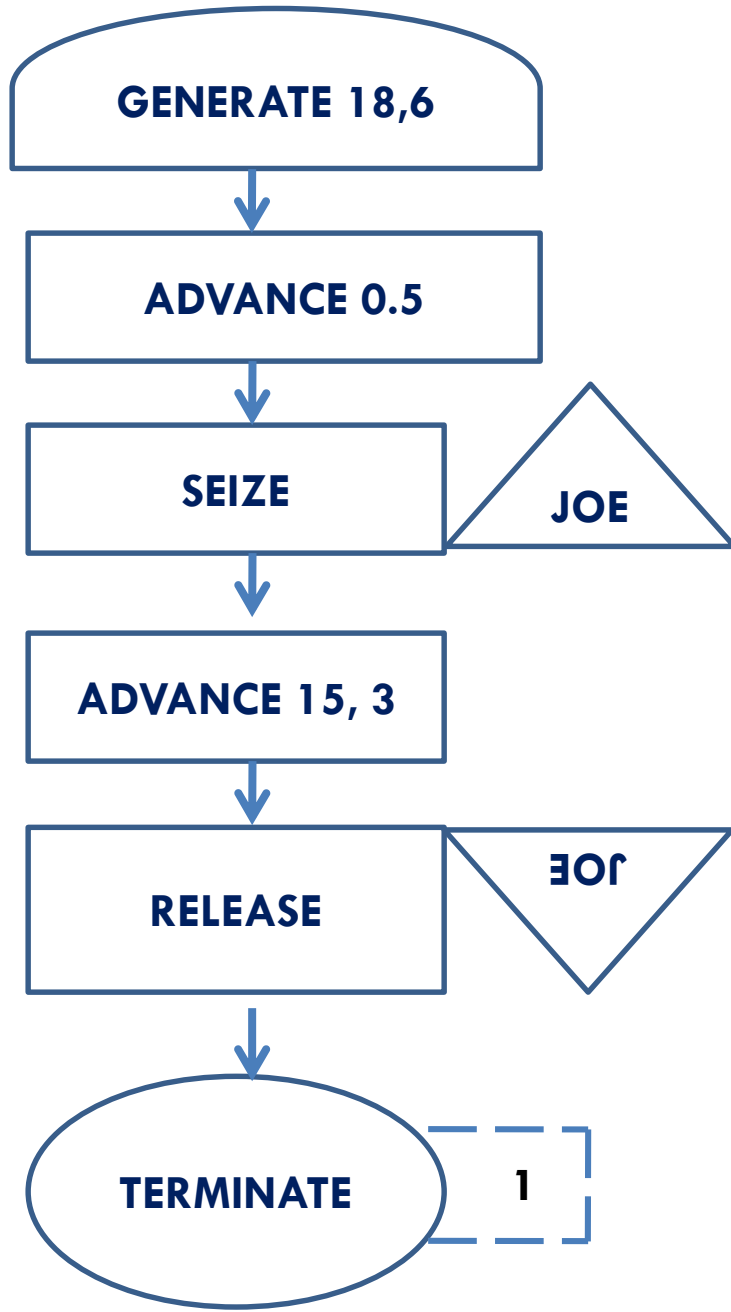 GENERATE 18,6
ADVANCE 0.5
SEIZE
JOE
ADVANCE 15, 3
RELEASE
JOE
TERMINATE
1